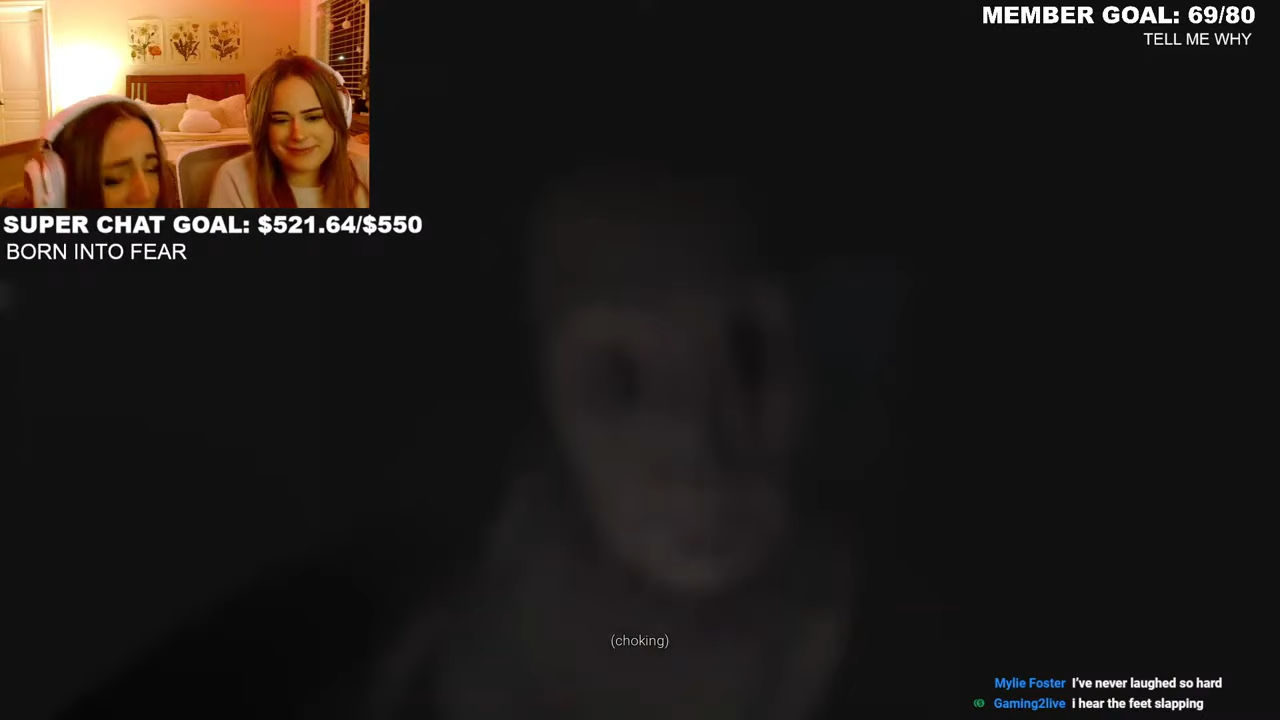 MEMBER GOAL: 69/80
TELL ME WHY
SUPER CHAT GOAL: $521.64/$550
BORN INTO FEAR
(choking)
Mylie Foster I've never laughed so hard
Gaming2live i hear the feet slapping